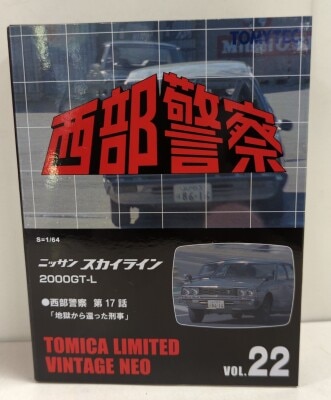 TOMYTEC
西部警察
S=1/64
ニッサン スカイライン
2000GT-L
●西部警察 第17話
「地獄から還った刑事」
TOMICA LIMITED
VINTAGE NEO
VOL.22